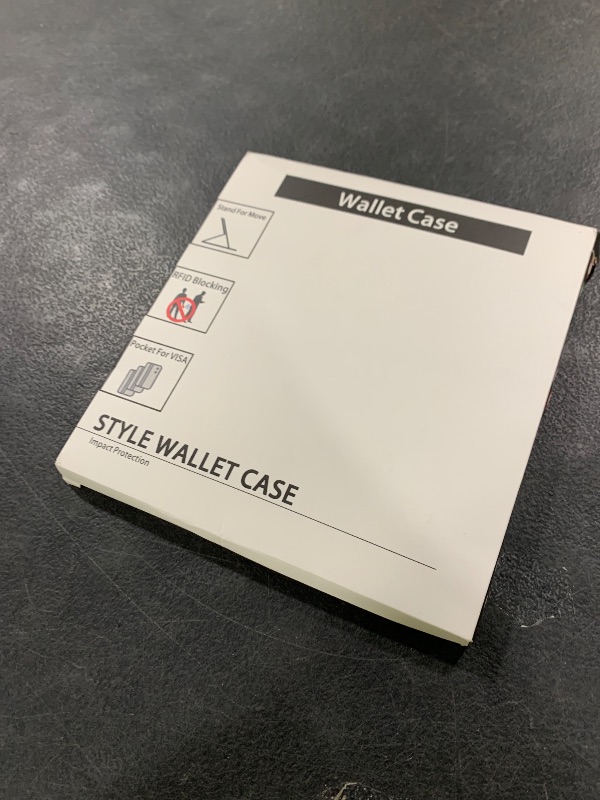 Wallet Case
Stand For Move
RFID Blocking
Pocket For VISA
STYLE WALLET CASE
Impact Protection